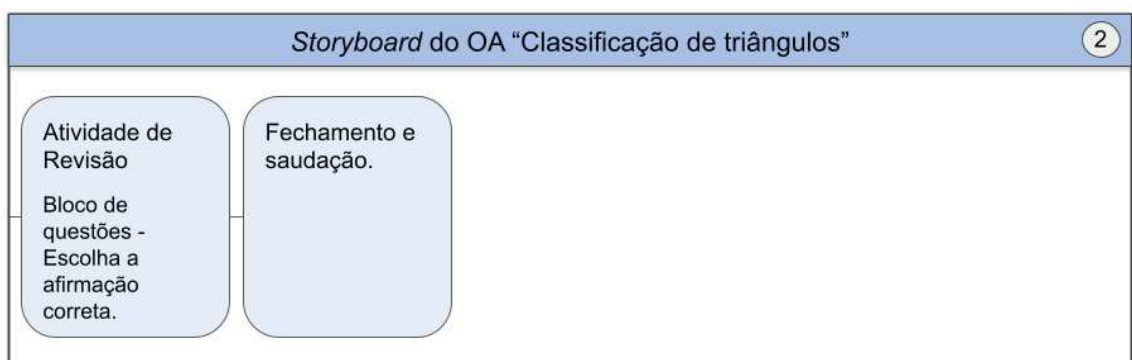 Storyboard do OA “Classificação de triângulos”
2
Atividade de
Revisão
Bloco de
questões -
Escolha a
afirmação
correta.
Fechamento e
saudação.